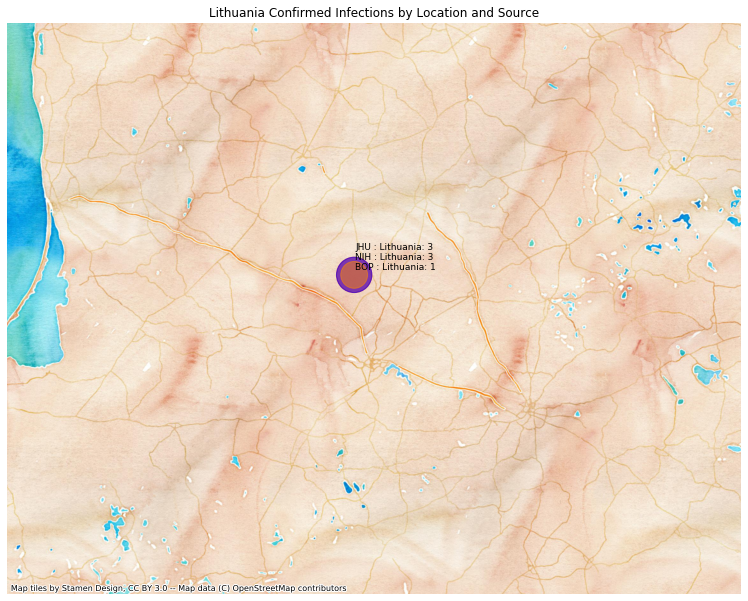 Lithuania Confirmed Infections by Location and Source
JHU : Lithuania: 3
NIH : Lithuania: 3
BOP : Lithuania: 1
Map tiles by Stamen Design, CC BY 3.0 -- Map data (C) OpenStreetMap contributors